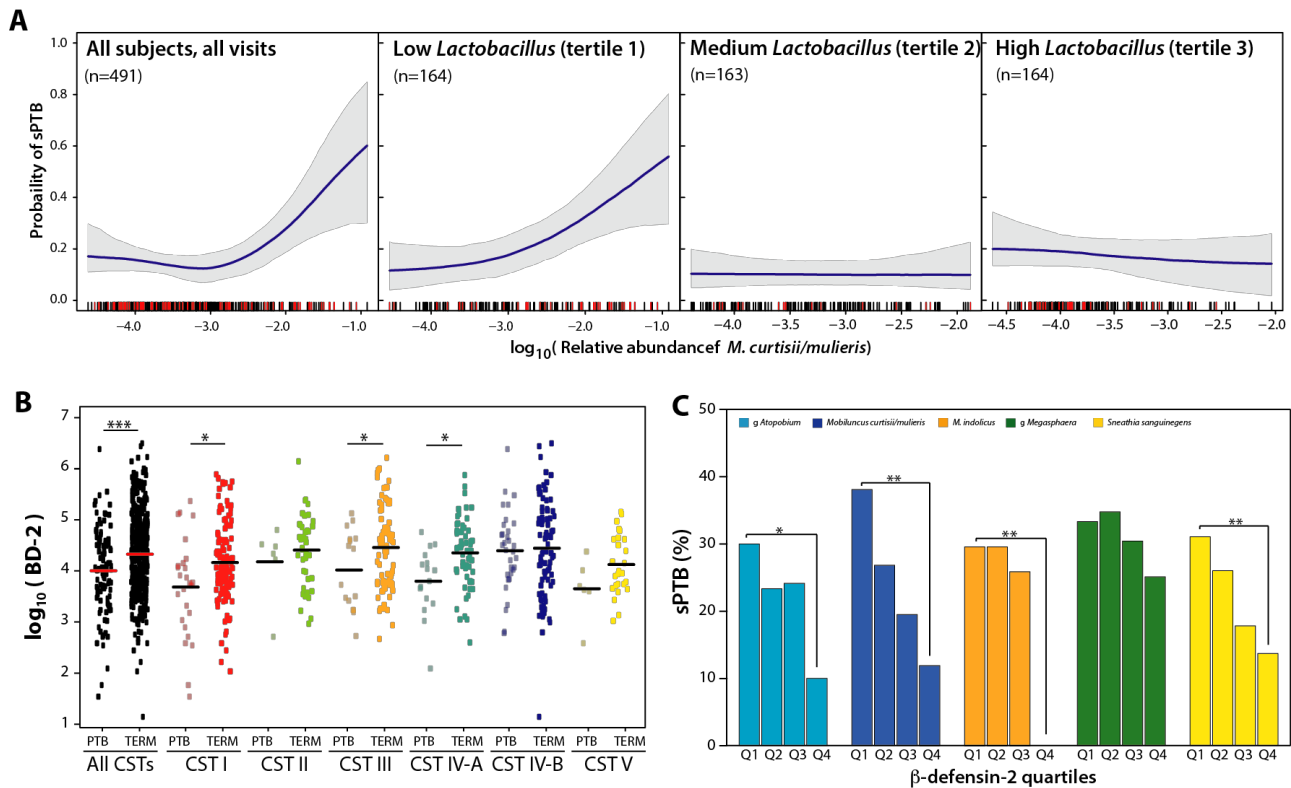 A
All subjects, all visits
(n=491)
Low Lactobacillus (tertile 1)
(n=164)
Medium Lactobacillus (tertile 2)
(n=163)
High Lactobacillus (tertile 3)
(n=164)
Probaility of sPTB
1.0
0.8
0.6
0.4
0.2
0.0
−4.0 −3.0 −2.0 −1.0
−4.0 −3.0 −2.0 −1.0
−4.0 −3.5 −3.0 −2.5 −2.0
−4.5 −4.0 −3.5 −3.0 −2.5 −2.0
log10( Relative abundancef M. curtisii/mulieris)
B
log10 ( BD-2 )
7
6
5
4
3
2
1
*** * * *
PTB TERM PTB TERM PTB TERM PTB TERM PTB TERM PTB TERM PTB TERM
All CSTs CST I CST II CST III CST IV-A CST IV-B CST V
C
sPTB (%)
50
40
30
20
10
0
g Atopobium Mobiluncus curtisii/mulieris M. indolicus g Megasphaera Sneathia sanguinegens
* ** ** **
Q1 Q2 Q3 Q4 Q1 Q2 Q3 Q4 Q1 Q2 Q3 Q4 Q1 Q2 Q3 Q4 Q1 Q2 Q3 Q4
β-defensin-2 quartiles